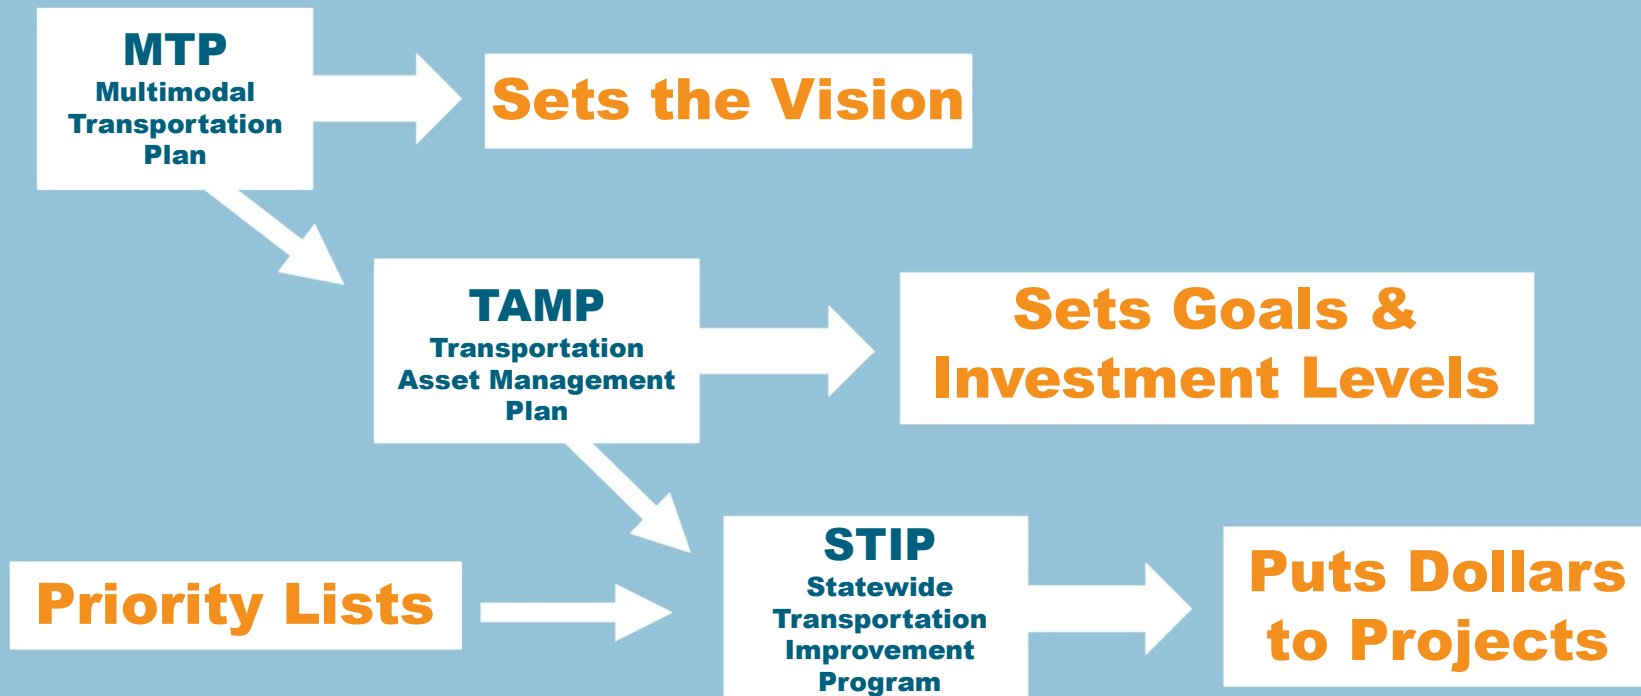 MTP
Multimodal
Transportation
Plan
Sets the Vision
TAMP
Transportation
Asset Management
Plan
Sets Goals &
Investment Levels
Priority Lists
STIP
Statewide
Transportation
Improvement
Program
Puts Dollars
to Projects